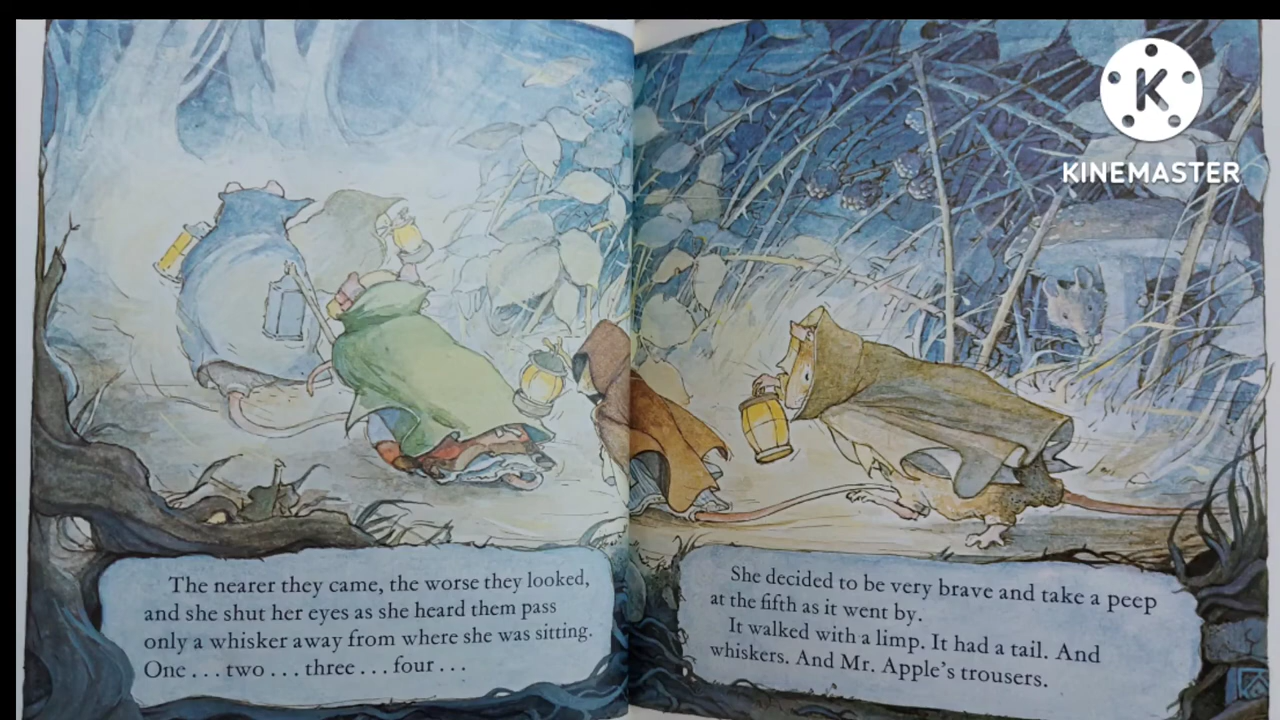 The nearer they came, the worse they looked,
and she shut her eyes as she heard them pass
only a whisker away from where she was sitting.
One . . . two . . . three . . . four . . .
She decided to be very brave and take a peep
at the fifth as it went by.
It walked with a limp. It had a tail. And
whiskers. And Mr. Apple's trousers.
K
KINEMASTER